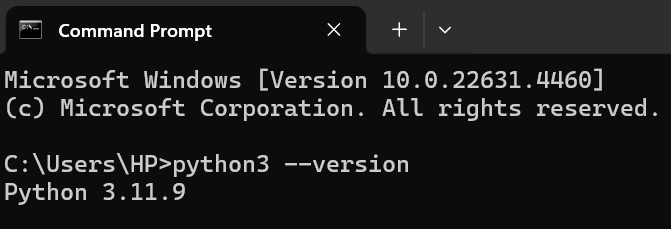 Command Prompt
Microsoft Windows [Version 10.0.22631.4460]
(c) Microsoft Corporation. All rights reserved.
C:\Users\HP>python3 --version
Python 3.11.9